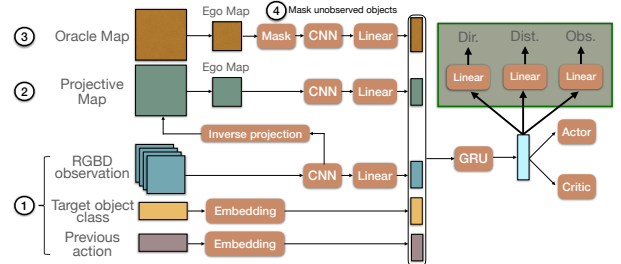 Ego Map
4 Mask unobserved objects
3 Oracle Map
Mask
CNN
Linear
Dir.
Dist.
Obs.
Linear
Linear
Linear
Ego Map
2 Projective
Map
CNN
Linear
Inverse projection
Actor
RGBD
observation
CNN
Linear
GRU
1
Critic
Target object
class
Embedding
Previous
action
Embedding